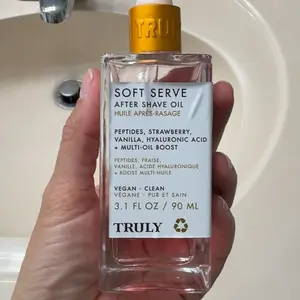 TRULY
SOFT SERVE
AFTER SHAVE OIL
HUILE APRÈS-RASAGE
PEPTIDES, STRAWBERRY,
VANILLA, HYALURONIC ACID
+ MULTI-OIL BOOST
PEPTIDES, FRAISE,
VANILLE, ACIDE HYALURONIQUE
+ BOOST MULTI-HUILE
VEGAN · CLEAN
VÉGANE · PUR ET SAIN
3.1 FL OZ / 90 ML
TRULY